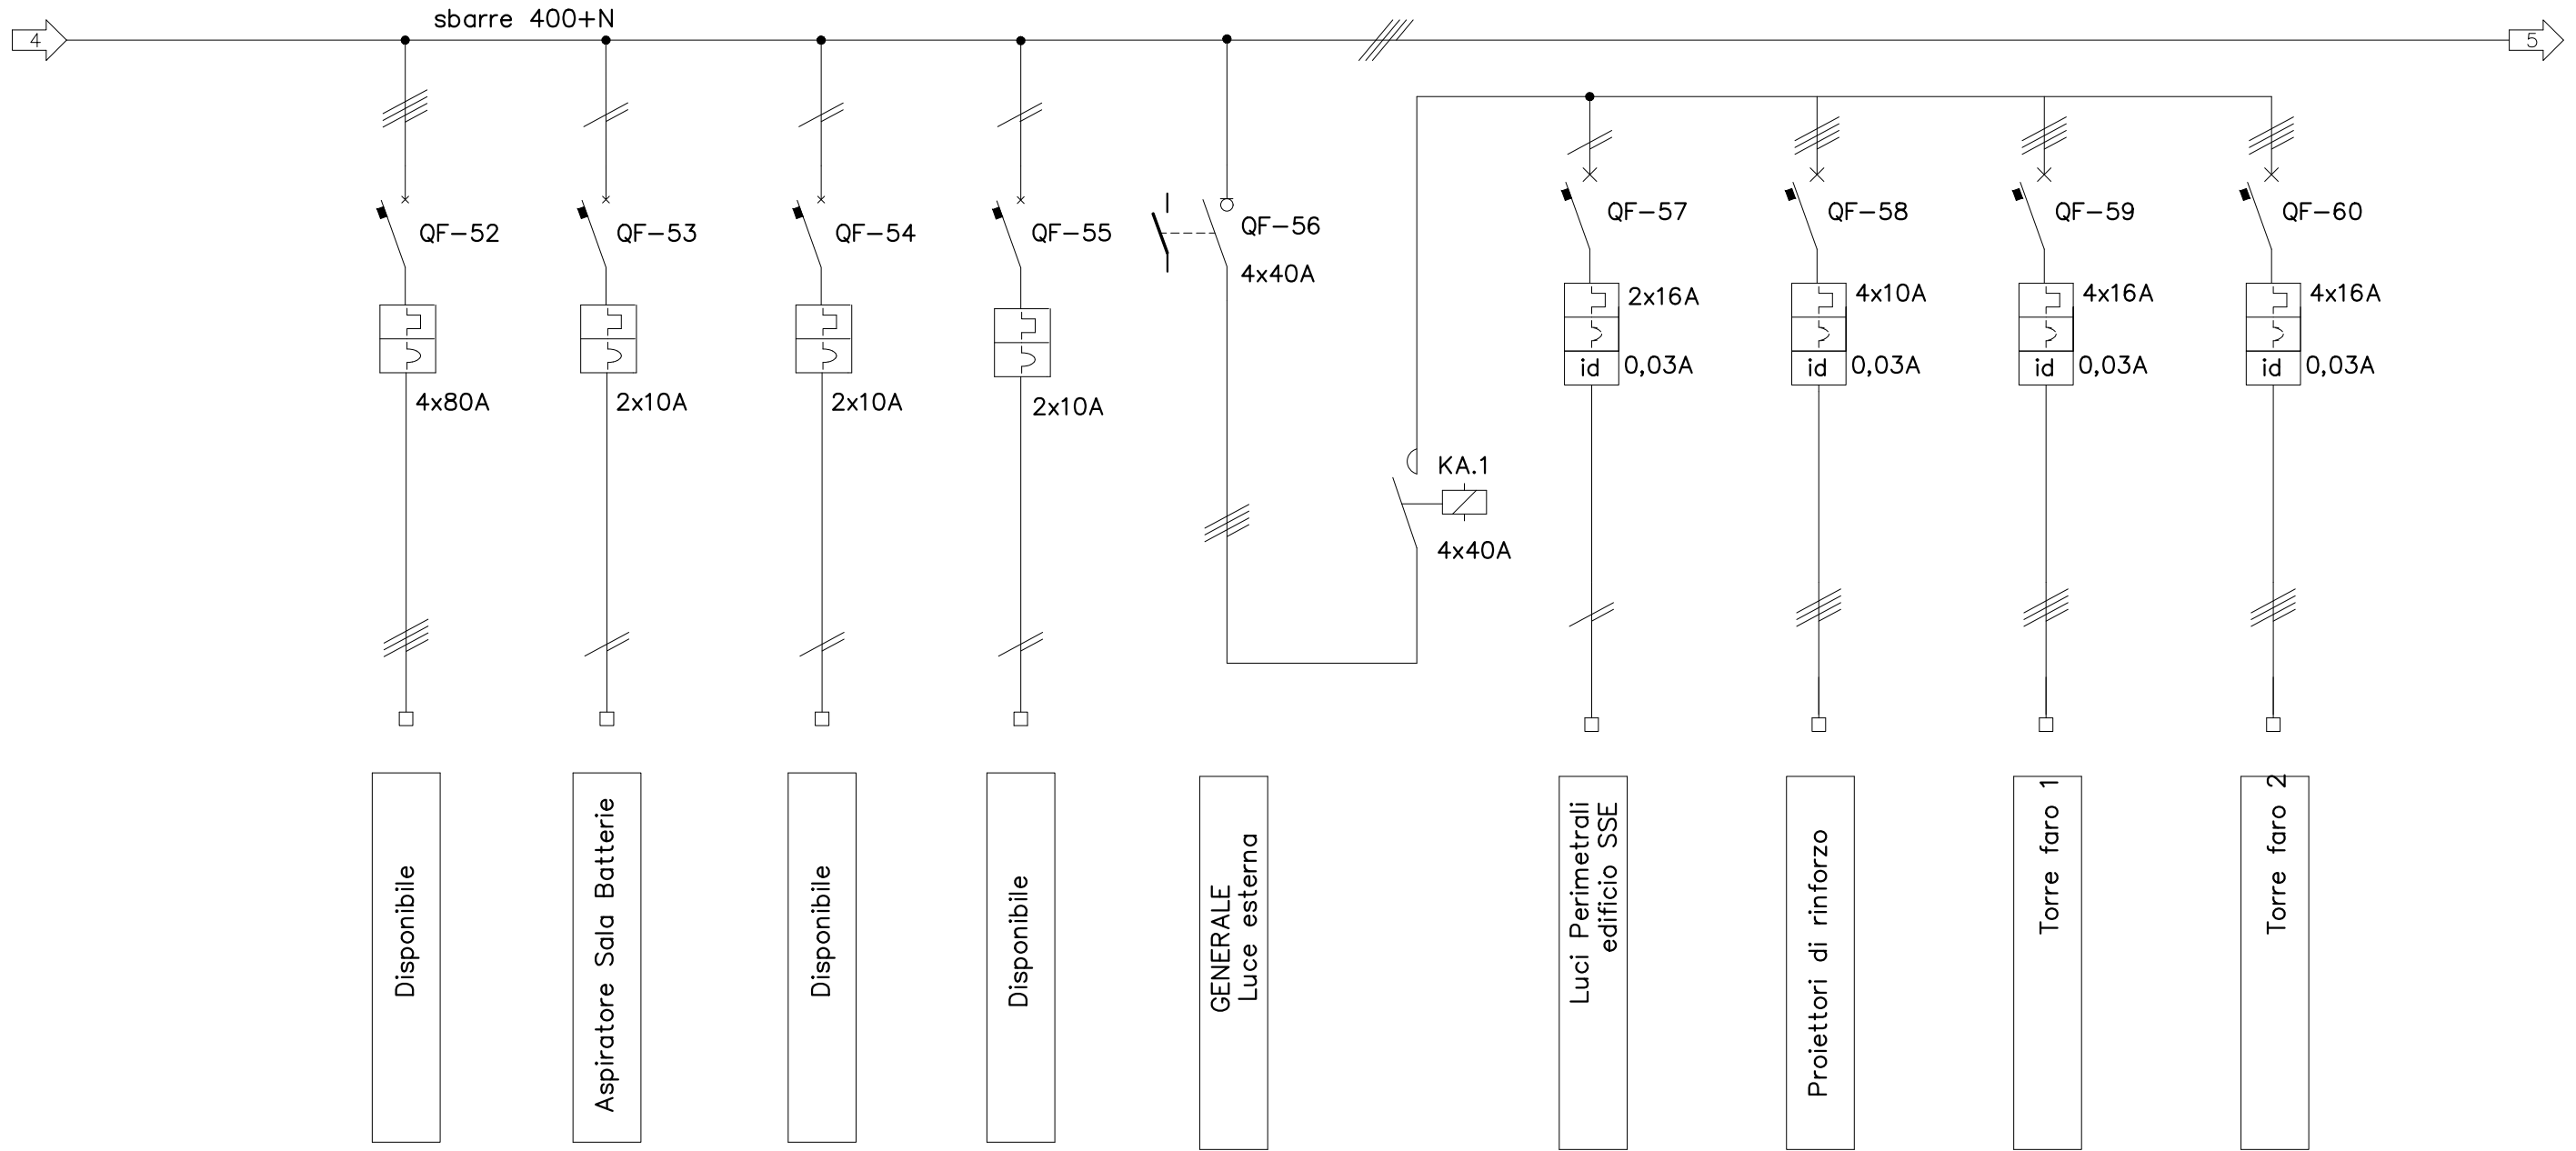 sbarre 400+N
4
5
QF-52
QF-53
QF-54
QF-55
QF-56
4x40A
QF-57
QF-58
QF-59
QF-60
2x16A
4x10A
4x16A
4x16A
id 0,03A
id 0,03A
id 0,03A
id 0,03A
4x80A
2x10A
2x10A
2x10A
KA.1
4x40A
Disponibile
Aspiratore Sala Batterie
Disponibile
Disponibile
GENERALE
Luce esterna
Luci Perimetrali
edificio SSE
Proiettori di rinforzo
Torre faro 1
Torre faro 2